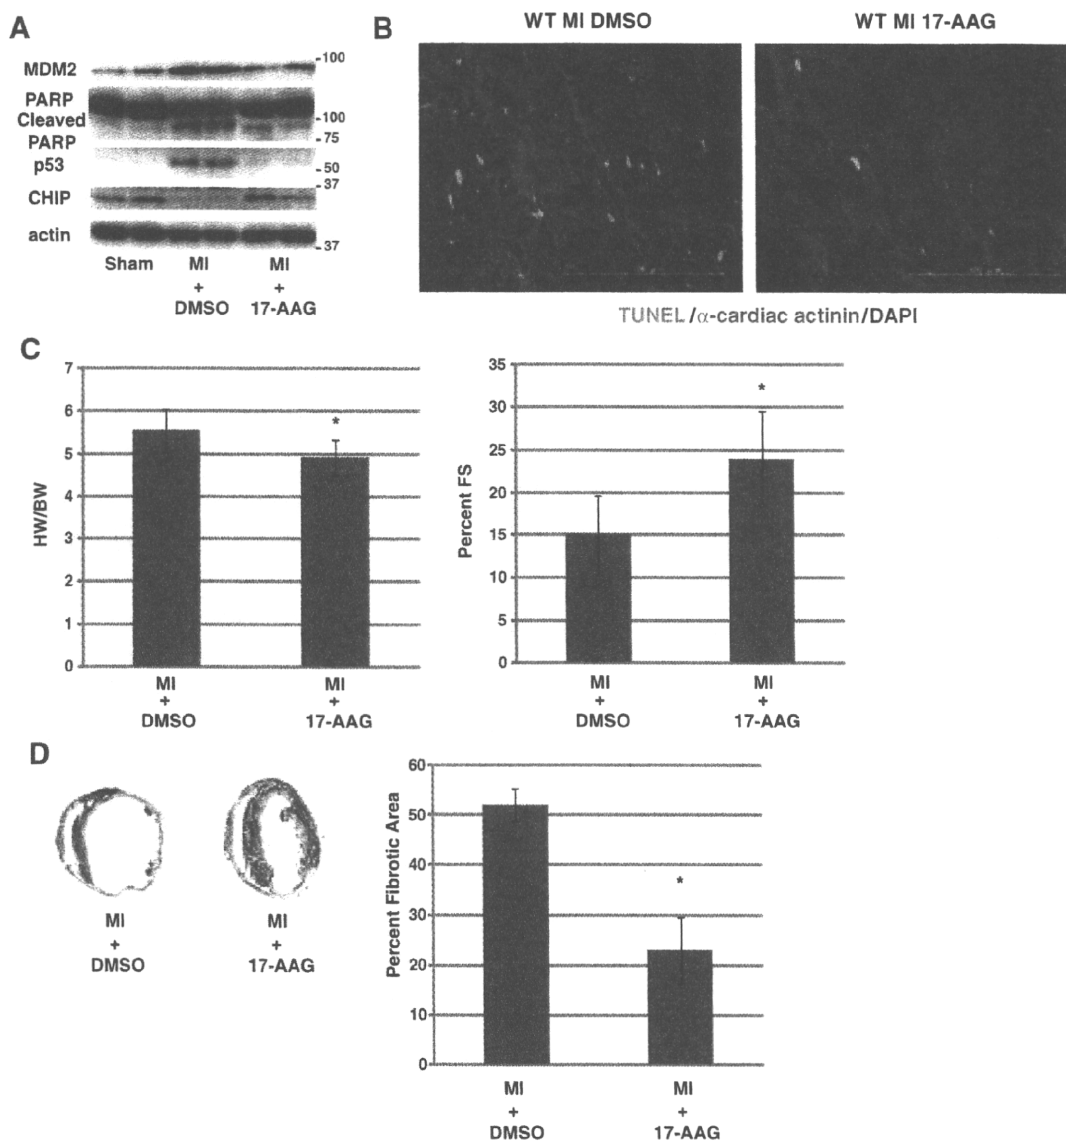 A
MDM2
PARP
Cleaved
PARP
p53
CHIP
actin
100
100
75
50
37
37
Sham
MI
+
DMSO
MI
+
17-AAG
B
WT MI DMSO
WT MI 17-AAG
TUNEL/α-cardiac actinin/DAPI
C
HW/BW
7
6
5
4
3
2
1
0
*
MI
+
DMSO
MI
+
17-AAG
Percent FS
35
30
25
20
15
10
5
0
*
MI
+
DMSO
MI
+
17-AAG
D
MI
+
DMSO
MI
+
17-AAG
Percent Fibrotic Area
60
50
40
30
20
10
0
*
MI
+
DMSO
MI
+
17-AAG